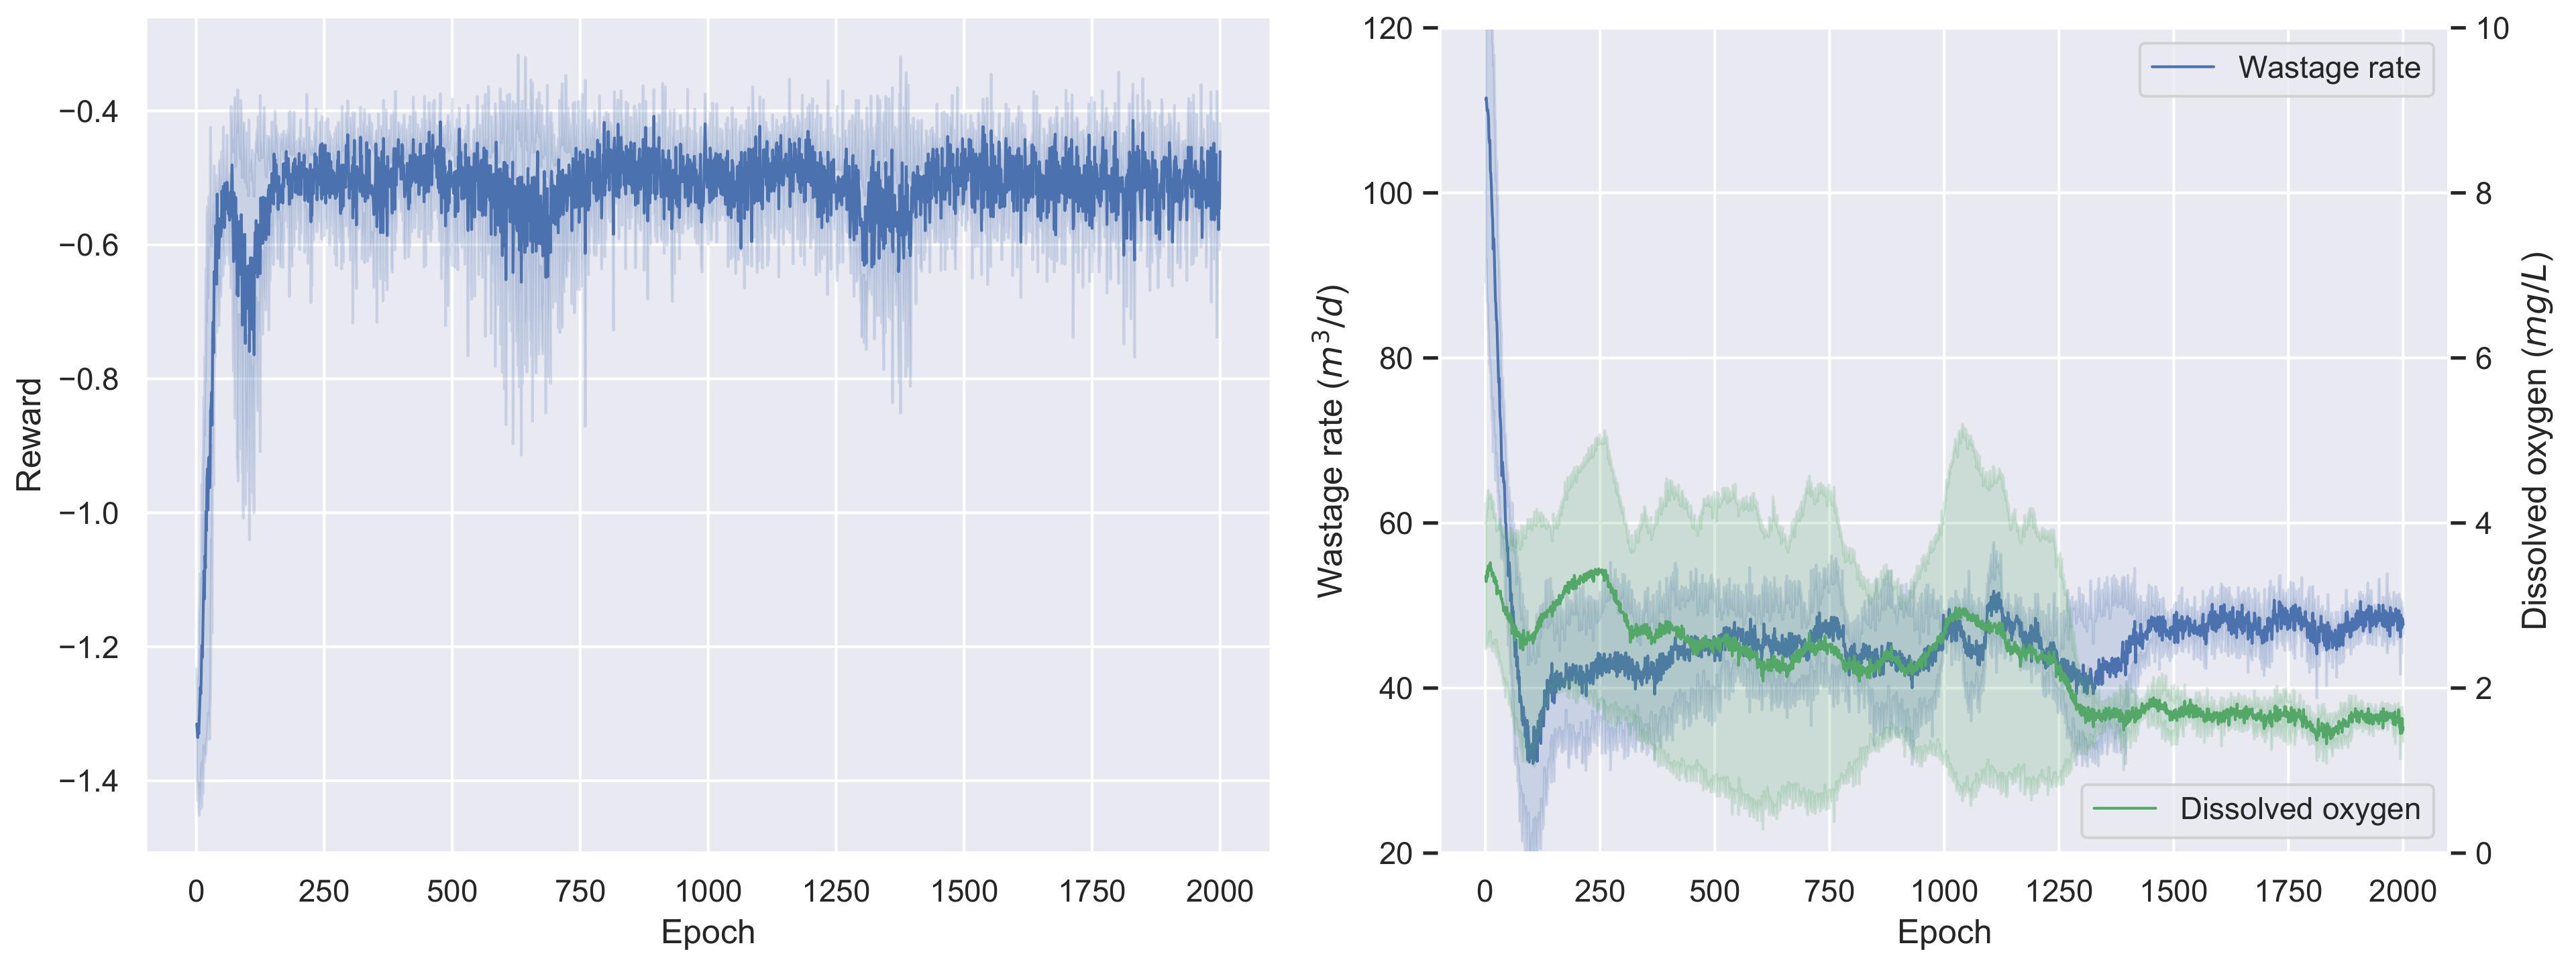 Reward
−0.4
−0.6
−0.8
−1.0
−1.2
−1.4
0 250 500 750 1000 1250 1500 1750 2000
Epoch
Wastage rate (m³/d)
120
100
80
60
40
20
Wastage rate
Dissolved oxygen
10
8
6
4
2
0
Dissolved oxygen (mg/L)
0 250 500 750 1000 1250 1500 1750 2000
Epoch